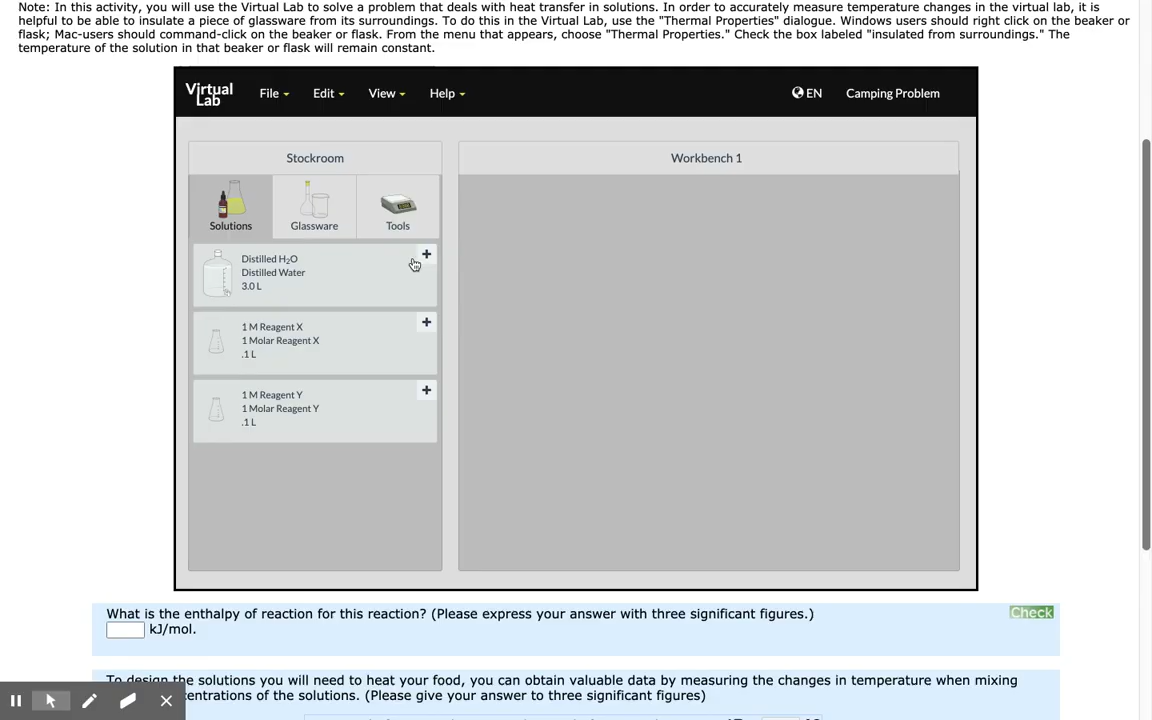 Note: In this activity, you will use the Virtual Lab to solve a problem that deals with heat transfer in solutions. In order to accurately measure temperature changes in the virtual lab, it is
helpful to be able to insulate a piece of glassware from its surroundings. To do this in the Virtual Lab, use the "Thermal Properties" dialogue. Windows users should right click on the beaker or
flask; Mac-users should command-click on the beaker or flask. From the menu that appears, choose "Thermal Properties." Check the box labeled "insulated from surroundings." The
temperature of the solution in that beaker or flask will remain constant.
Virtual Lab File Edit View Help EN Camping Problem
Stockroom
Workbench 1
Solutions Glassware Tools
Distilled H₂O
Distilled Water
3.0 L
1 M Reagent X
1 Molar Reagent X
.1 L
1 M Reagent Y
1 Molar Reagent Y
.1 L
What is the enthalpy of reaction for this reaction? (Please express your answer with three significant figures.)
Check
kJ/mol.
To design the solutions you will need to heat your food, you can obtain valuable data by measuring the changes in temperature when mixing
centrations of the solutions. (Please give your answer to three significant figures)